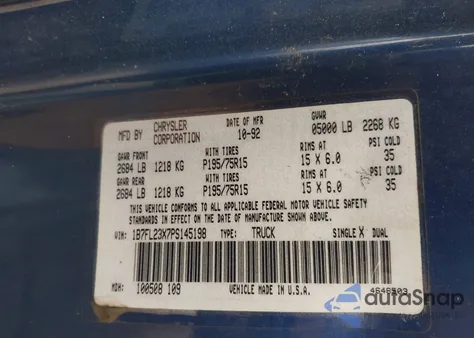 MFD BY CHRYSLER CORPORATION DATE OF MFR 10-92 GVWR 05000 LB 2268 KG
GAWR FRONT WITH TIRES RIMS AT PSI COLD
2684 LB 1218 KG P195/75R15 15 X 6.0 35
GAWR REAR WITH TIRES RIMS AT PSI COLD
2684 LB 1218 KG P195/75R15 15 X 6.0 35
THIS VEHICLE CONFORMS TO ALL APPLICABLE FEDERAL MOTOR VEHICLE SAFETY
STANDARDS IN EFFECT ON THE DATE OF MANUFACTURE SHOWN ABOVE.
VIN: 1B7FL23X7PS145198 TYPE: TRUCK SINGLE X DUAL
MDH: 100508 109 VEHICLE MADE IN U.S.A. 4648503
autoSnap